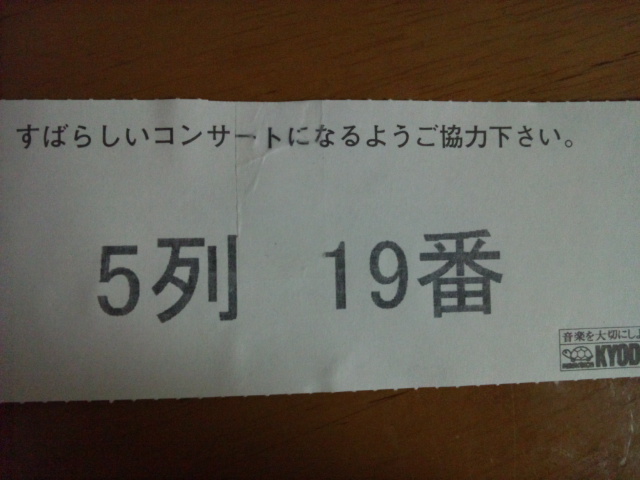 すばらしいコンサートになるようご協力下さい。
5列 19番
音楽を大切にしよ
KYOD